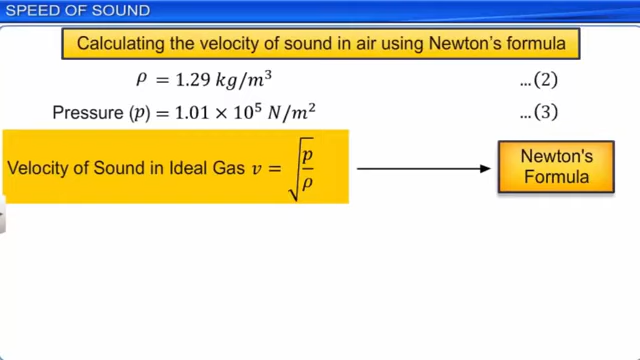 SPEED OF SOUND
Calculating the velocity of sound in air using Newton's formula
ρ = 1.29 kg/m³ ...(2)
Pressure (p) = 1.01 × 10⁵ N/m² ...(3)
Velocity of Sound in Ideal Gas v = √(p/ρ)
Newton's
Formula